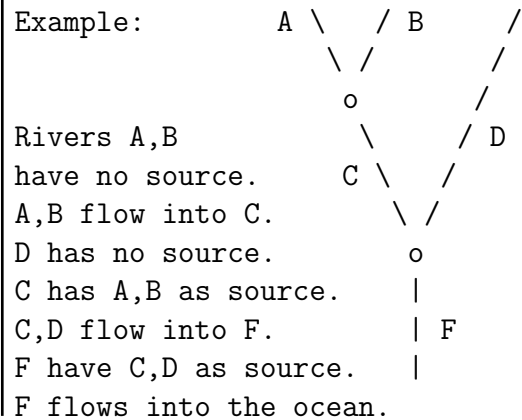 Example: A \ / B /
\ / /
o /
Rivers A,B \ / D
have no source. C \ /
A,B flow into C. \ /
D has no source. o
C has A,B as source. |
C,D flow into F. | F
F have C,D as source. |
F flows into the ocean.